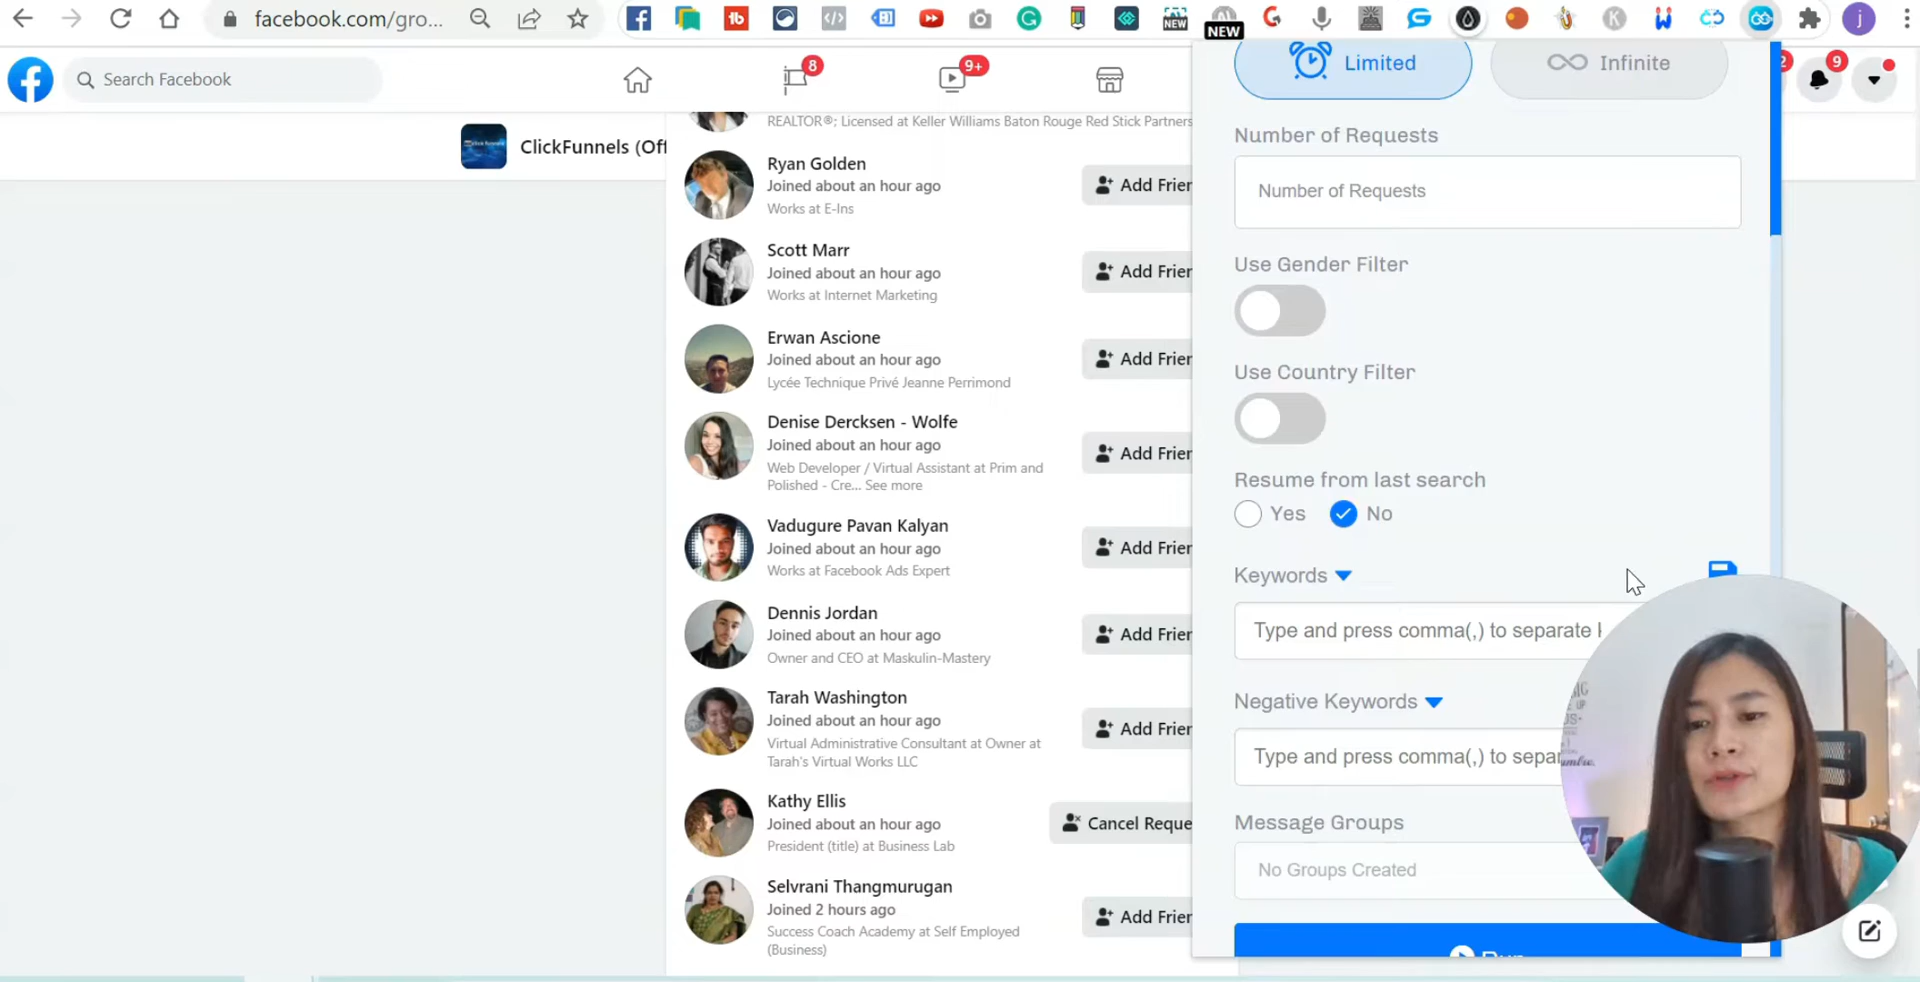 facebook.com/gro...
NEW
NEW
j
Search Facebook
8
9+
2
9
ClickFunnels (Off
REALTOR®; Licensed at Keller Williams Baton Rouge Red Stick Partners
Ryan Golden
Joined about an hour ago
Works at E-Ins
Add Frien
Scott Marr
Joined about an hour ago
Works at Internet Marketing
Add Frien
Erwan Ascione
Joined about an hour ago
Lycée Technique Privé Jeanne Perrimond
Add Frien
Denise Dercksen - Wolfe
Joined about an hour ago
Web Developer / Virtual Assistant at Prim and
Polished - Cre... See more
Add Frien
Vadugure Pavan Kalyan
Joined about an hour ago
Works at Facebook Ads Expert
Add Frien
Dennis Jordan
Joined about an hour ago
Owner and CEO at Maskulin-Mastery
Add Frien
Tarah Washington
Joined about an hour ago
Virtual Administrative Consultant at Owner at
Tarah's Virtual Works LLC
Add Frien
Kathy Ellis
Joined about an hour ago
President (title) at Business Lab
Cancel Reque
Selvrani Thangmurugan
Joined 2 hours ago
Success Coach Academy at Self Employed
(Business)
Add Frien
Limited
Infinite
Number of Requests
Number of Requests
Use Gender Filter
Use Country Filter
Resume from last search
Yes
No
Keywords
Type and press comma(,) to separate k
Negative Keywords
Type and press comma(,) to separ
Message Groups
No Groups Created
Run